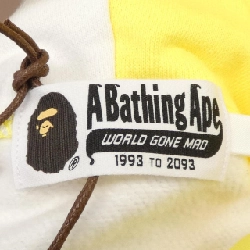 A Bathing Ape
WORLD GONE MAD
1993 TO 2093
®